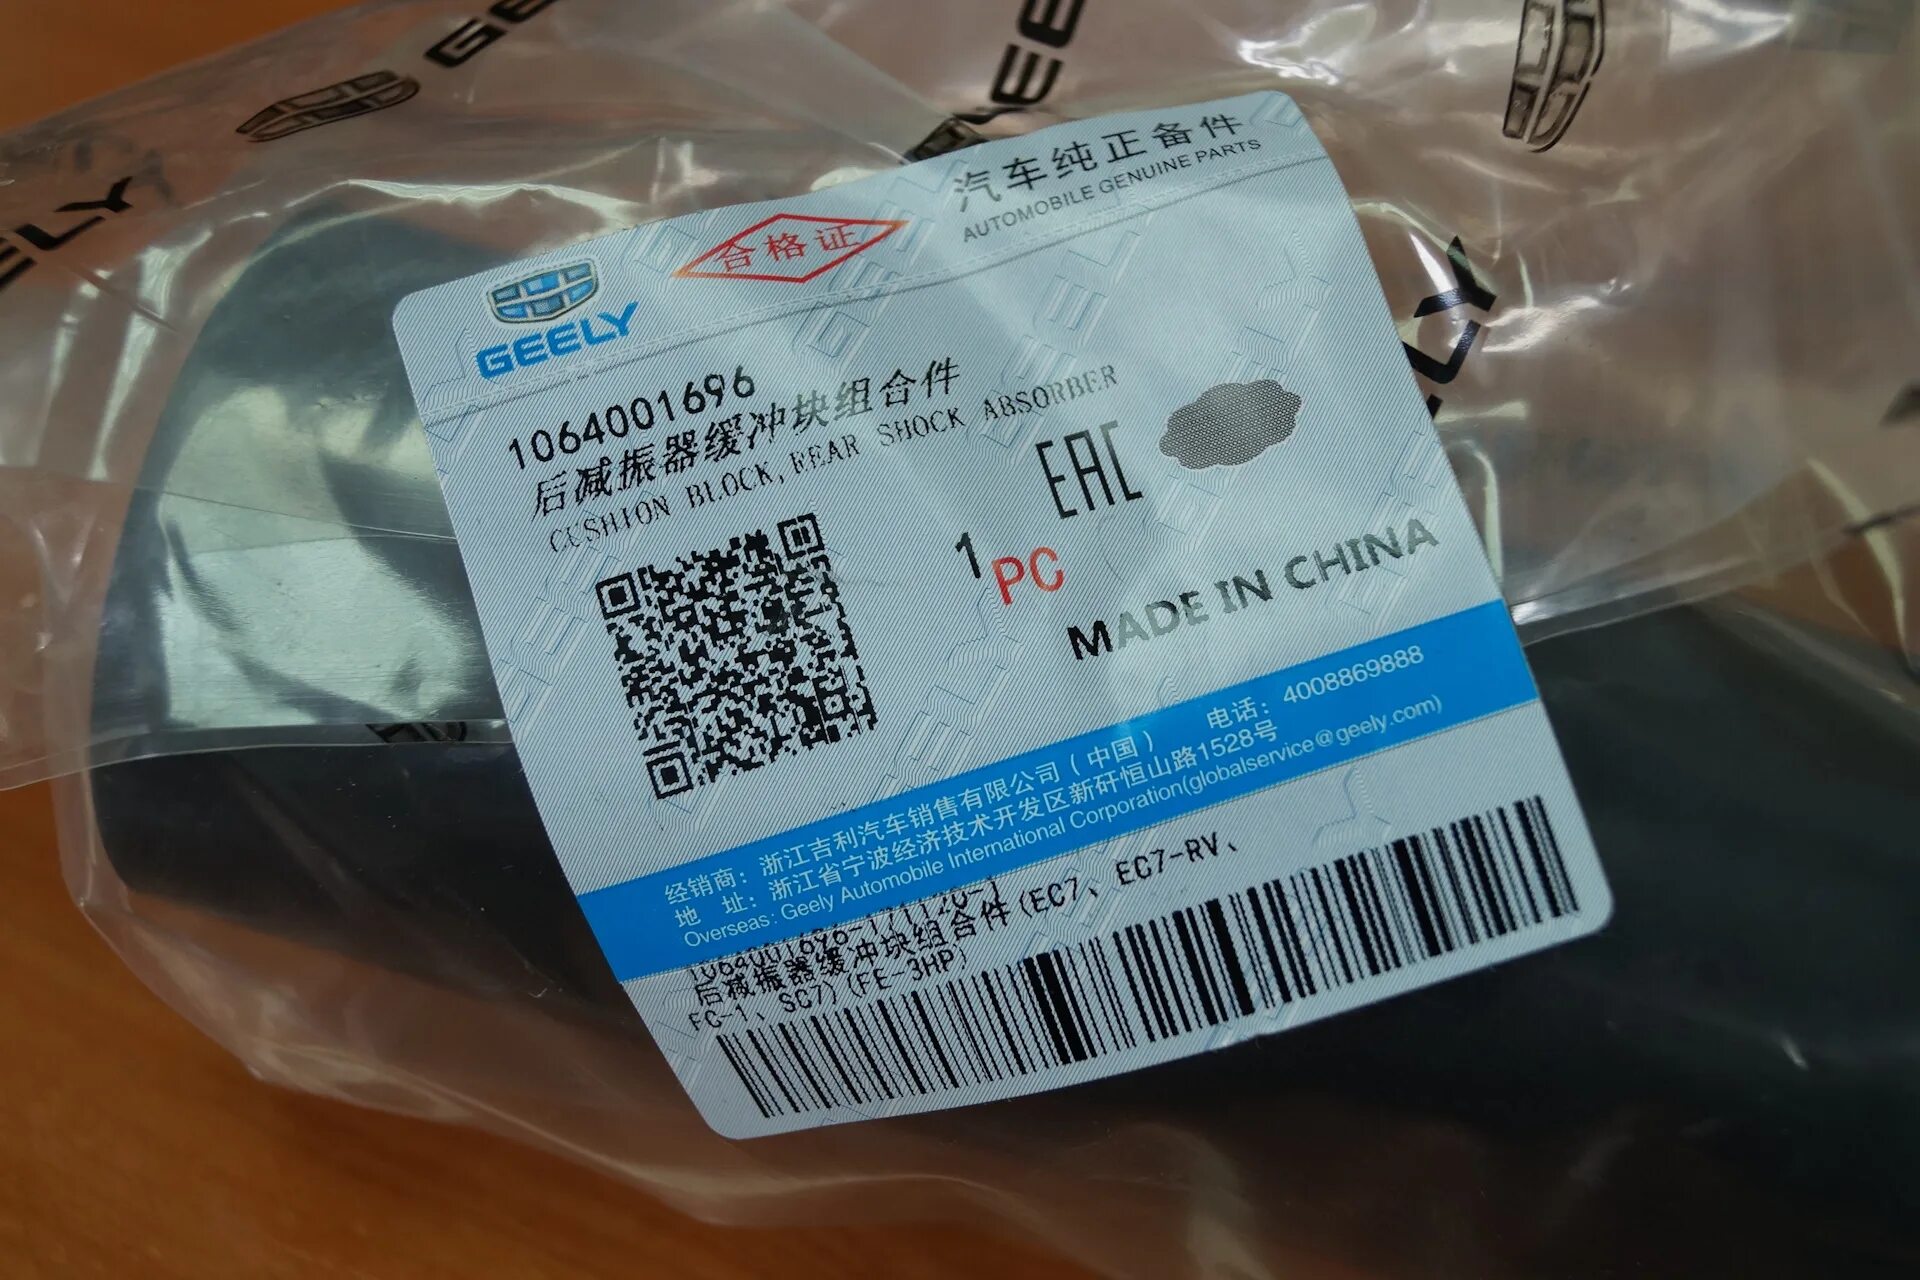 GEELY
合格证
汽车纯正备件
AUTOMOBILE GENUINE PARTS
1064001696
后减振器缓冲块组合件
CUSHION BLOCK, REAR SHOCK ABSORBER
EAC
1 PC
MADE IN CHINA
经销商：浙江吉利汽车销售有限公司（中国） 电话：4008869888
地 址：浙江省宁波经济技术开发区新矸恒山路1528号
Overseas: Geely Automobile International Corporation(globalservice@geely.com)
1064001696-171120-1
后减振器缓冲块组合件(EC7、EC7-RV、
FC-1、SC7)(FE-3HP)
GEELY